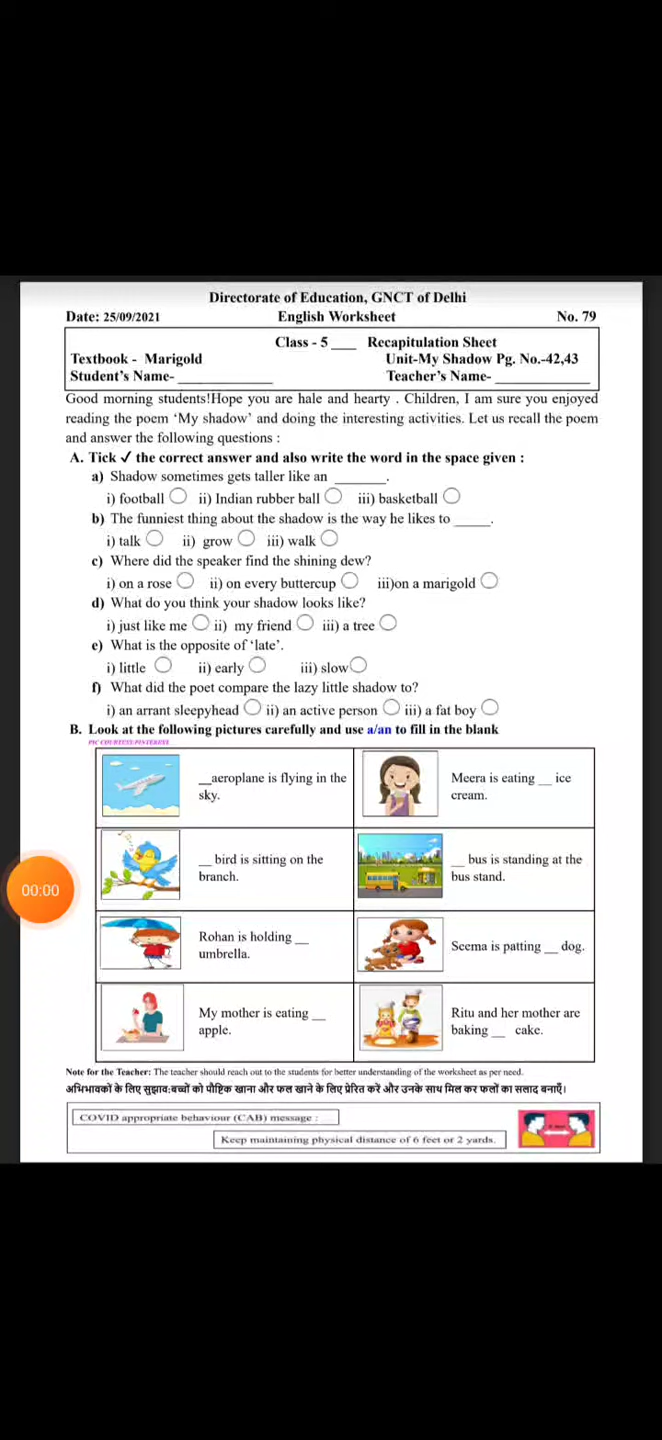 Directorate of Education, GNCT of Delhi
Date: 25/09/2021 English Worksheet No. 79
Class - 5 ____ Recapitulation Sheet
Textbook - Marigold Unit-My Shadow Pg. No.-42,43
Student's Name- ____________ Teacher's Name- ____________
Good morning students!Hope you are hale and hearty . Children, I am sure you enjoyed
reading the poem 'My shadow' and doing the interesting activities. Let us recall the poem
and answer the following questions :
A. Tick ✓ the correct answer and also write the word in the space given :
a) Shadow sometimes gets taller like an ________.
i) football ◯ ii) Indian rubber ball ◯ iii) basketball ◯
b) The funniest thing about the shadow is the way he likes to _____.
i) talk ◯ ii) grow ◯ iii) walk ◯
c) Where did the speaker find the shining dew?
i) on a rose ◯ ii) on every buttercup ◯ iii)on a marigold ◯
d) What do you think your shadow looks like?
i) just like me ◯ ii) my friend ◯ iii) a tree ◯
e) What is the opposite of 'late'.
i) little ◯ ii) early ◯ iii) slow ◯
f) What did the poet compare the lazy little shadow to?
i) an arrant sleepyhead ◯ ii) an active person ◯ iii) a fat boy ◯
B. Look at the following pictures carefully and use a/an to fill in the blank
PIC COURTESY:PINTEREST
__aeroplane is flying in the
sky.
Meera is eating __ ice
cream.
__ bird is sitting on the
branch.
__ bus is standing at the
bus stand.
Rohan is holding __
umbrella.
Seema is patting __ dog.
My mother is eating __
apple.
Ritu and her mother are
baking __ cake.
00:00
Note for the Teacher: The teacher should reach out to the students for better understanding of the worksheet as per need.
अभिभावकों के लिए सुझाव:बच्चों को पौष्टिक खाना और फल खाने के लिए प्रेरित करें और उनके साथ मिल कर फलों का सलाद बनाएँ।
COVID appropriate behaviour (CAB) message :
Keep maintaining physical distance of 6 feet or 2 yards.